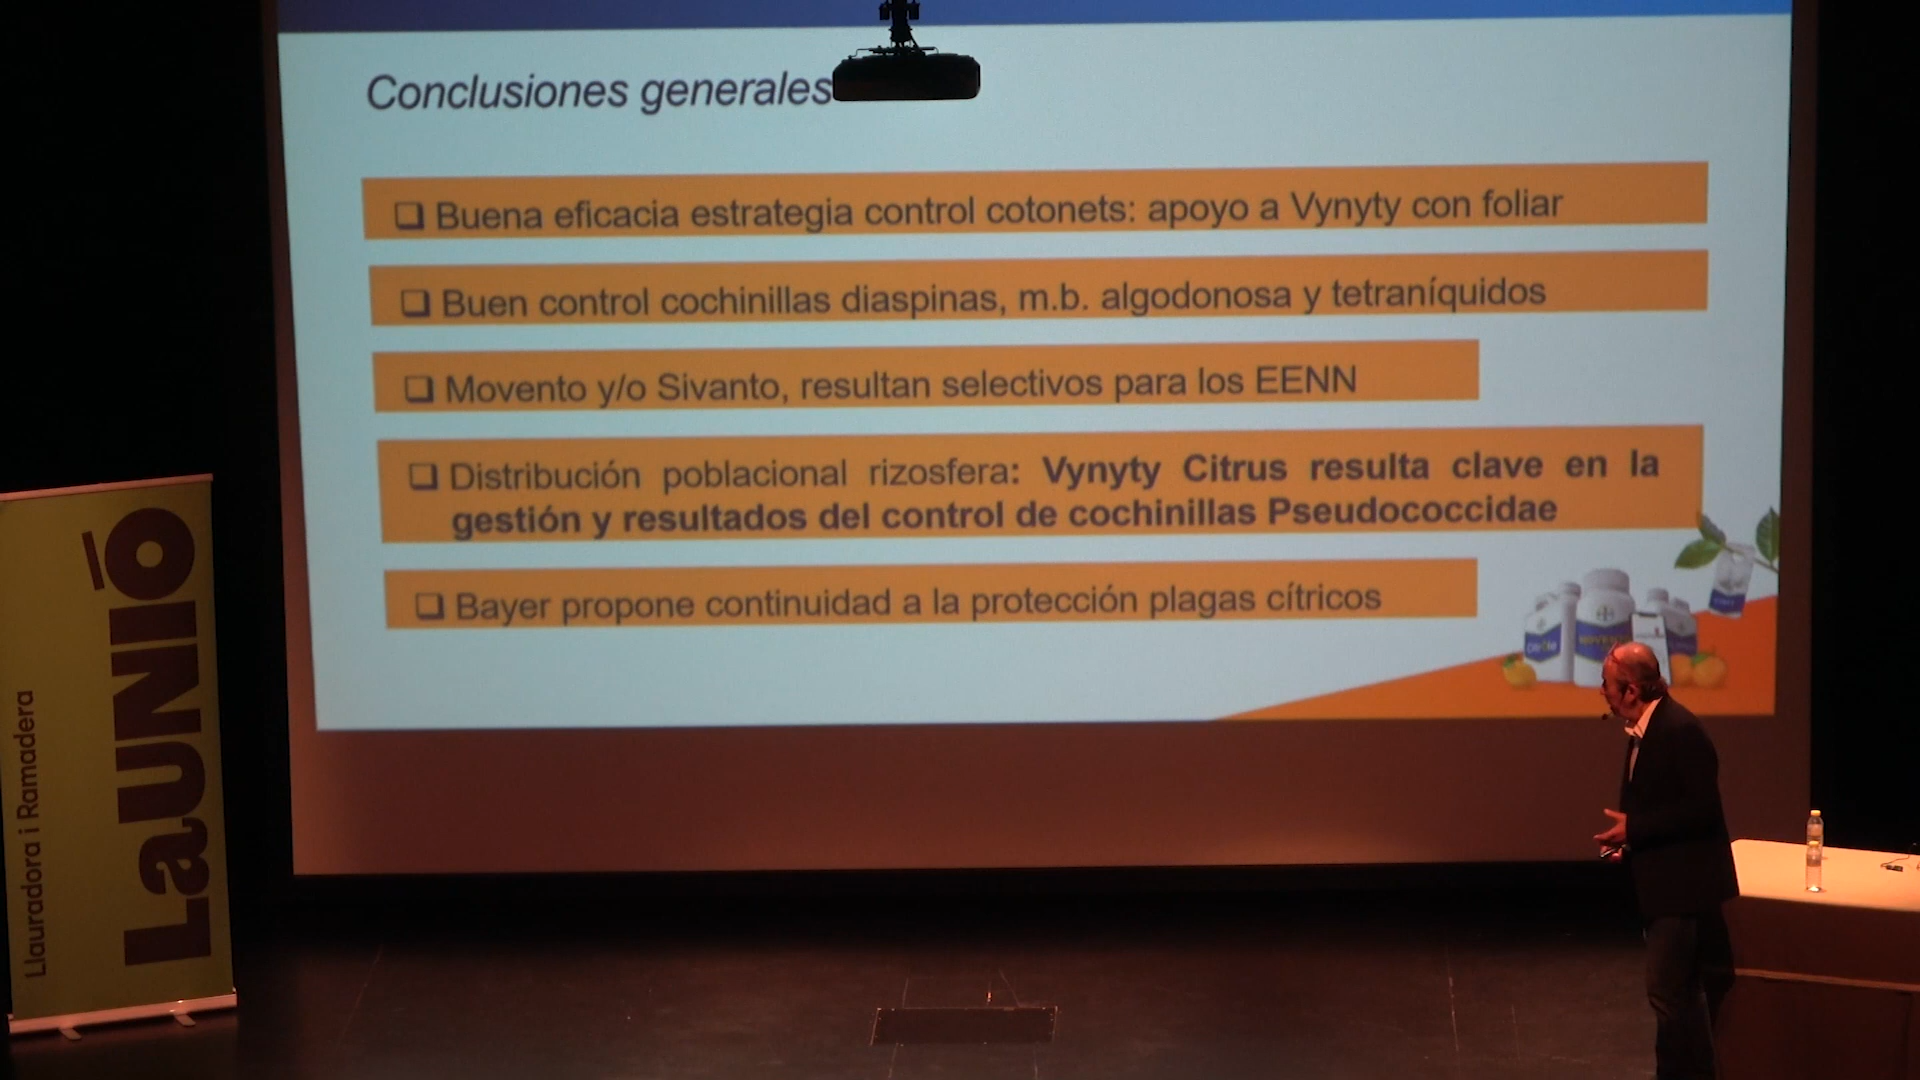 Conclusiones generales
❑ Buena eficacia estrategia control cotonets: apoyo a Vynyty con foliar
❑ Buen control cochinillas diaspinas, m.b. algodonosa y tetraníquidos
❑ Movento y/o Sivanto, resultan selectivos para los EENN
❑ Distribución poblacional rizosfera: Vynyty Citrus resulta clave en la
gestión y resultados del control de cochinillas Pseudococcidae
❑ Bayer propone continuidad a la protección plagas cítricos
LaUNIÓ
Llauradora i Ramadera